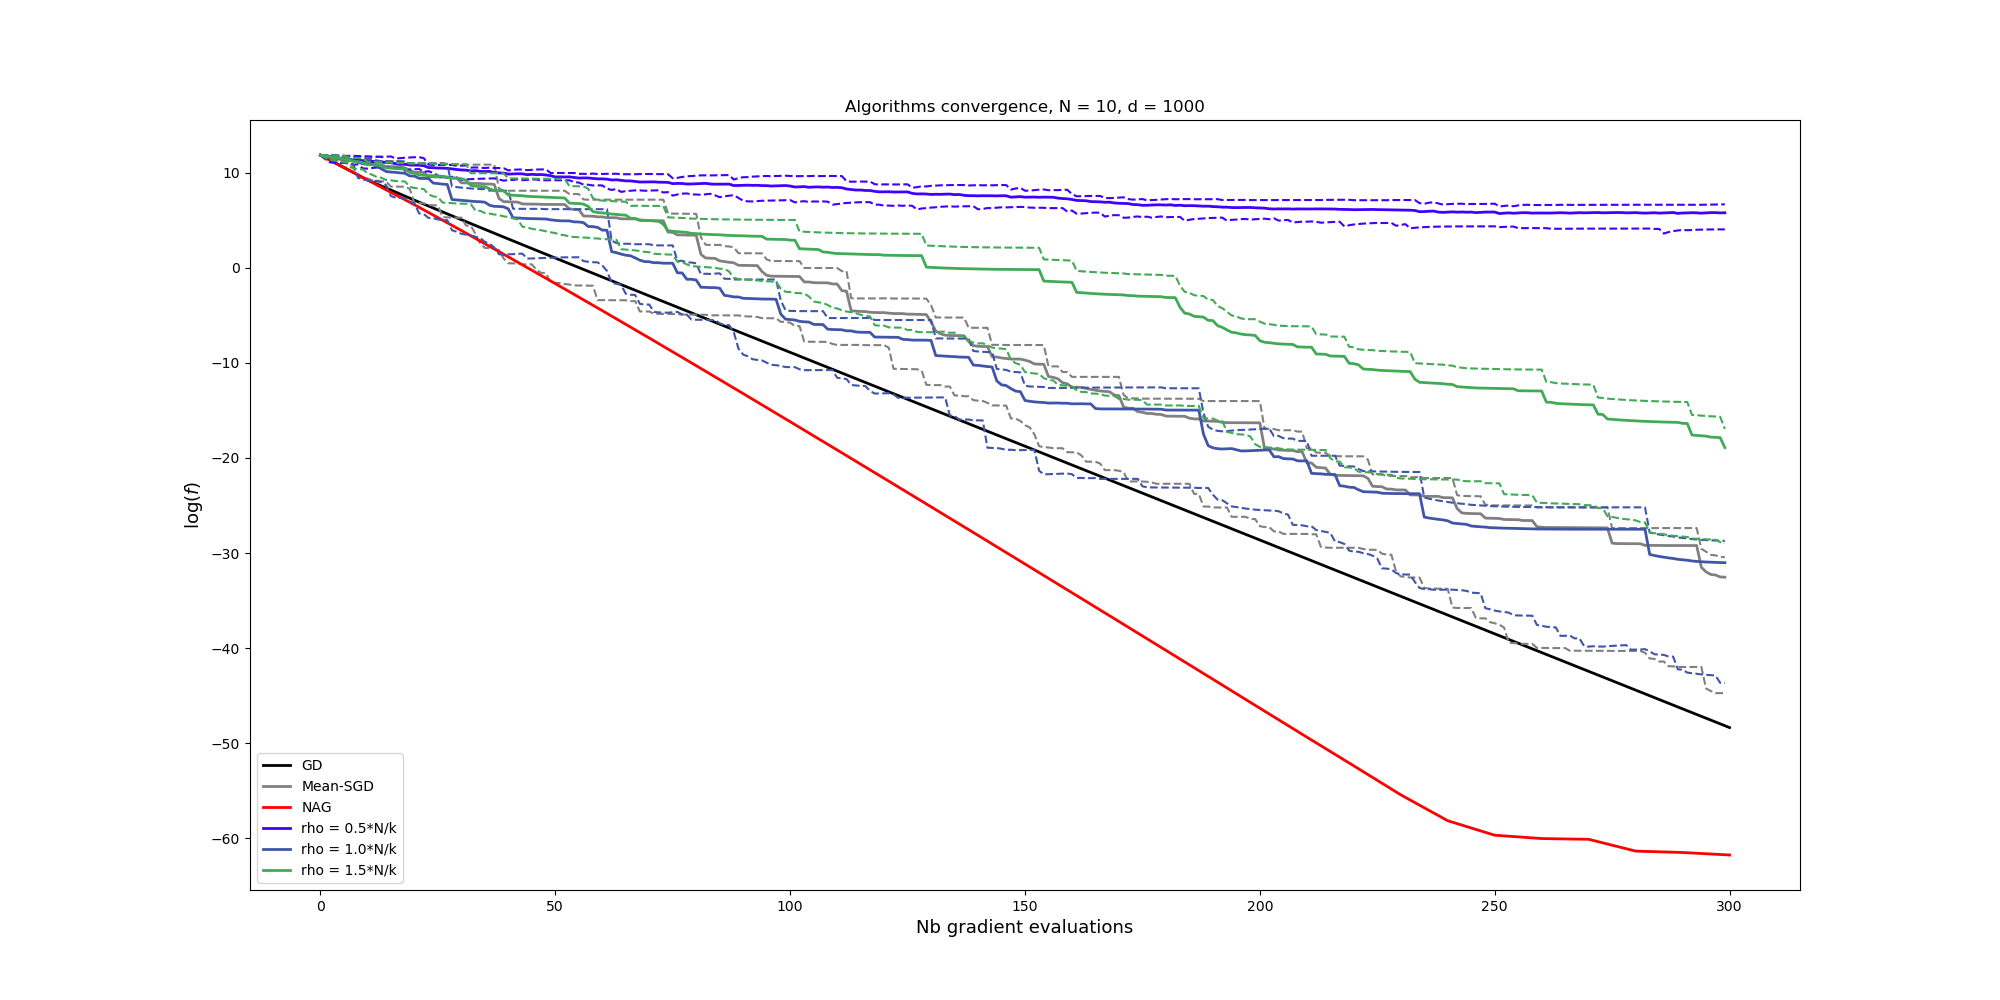 Algorithms convergence, N = 10, d = 1000
10
0
−10
−20
−30
−40
−50
−60
log(f)
GD
Mean-SGD
NAG
rho = 0.5*N/k
rho = 1.0*N/k
rho = 1.5*N/k
0 50 100 150 200 250 300
Nb gradient evaluations